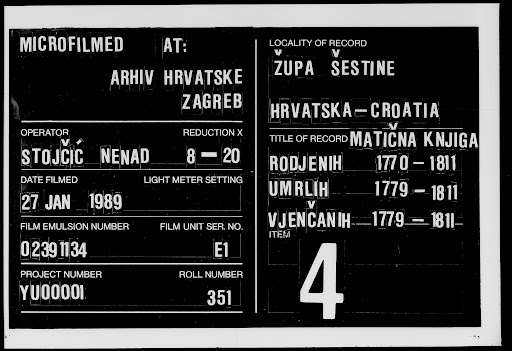 MICROFILMED AT:
ARHIV HRVATSKE
ZAGREB
OPERATOR REDUCTION X
STOJČIĆ NENAD 8-20
DATE FILMED LIGHT METER SETTING
27 JAN 1989
FILM EMULSION NUMBER FILM UNIT SER. NO.
02391134 E1
PROJECT NUMBER ROLL NUMBER
YU00001 351
LOCALITY OF RECORD
ŽUPA ŠESTINE
HRVATSKA-CROATIA
TITLE OF RECORD MATIČNA KNJIGA
RODJENIH 1770-1811
UMRLIH 1779-1811
VJENČANIH 1779-1811
ITEM
4